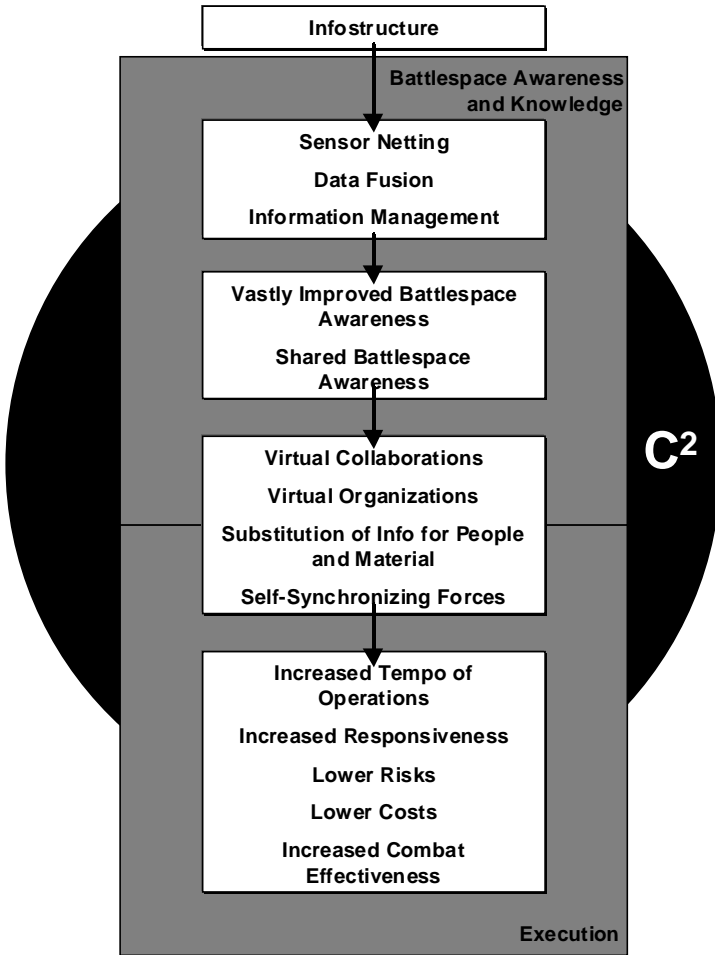 Infostructure
Battlespace Awareness
and Knowledge
Sensor Netting
Data Fusion
Information Management
Vastly Improved Battlespace
Awareness
Shared Battlespace
Awareness
C²
Virtual Collaborations
Virtual Organizations
Substitution of Info for People
and Material
Self-Synchronizing Forces
Increased Tempo of
Operations
Increased Responsiveness
Lower Risks
Lower Costs
Increased Combat
Effectiveness
Execution